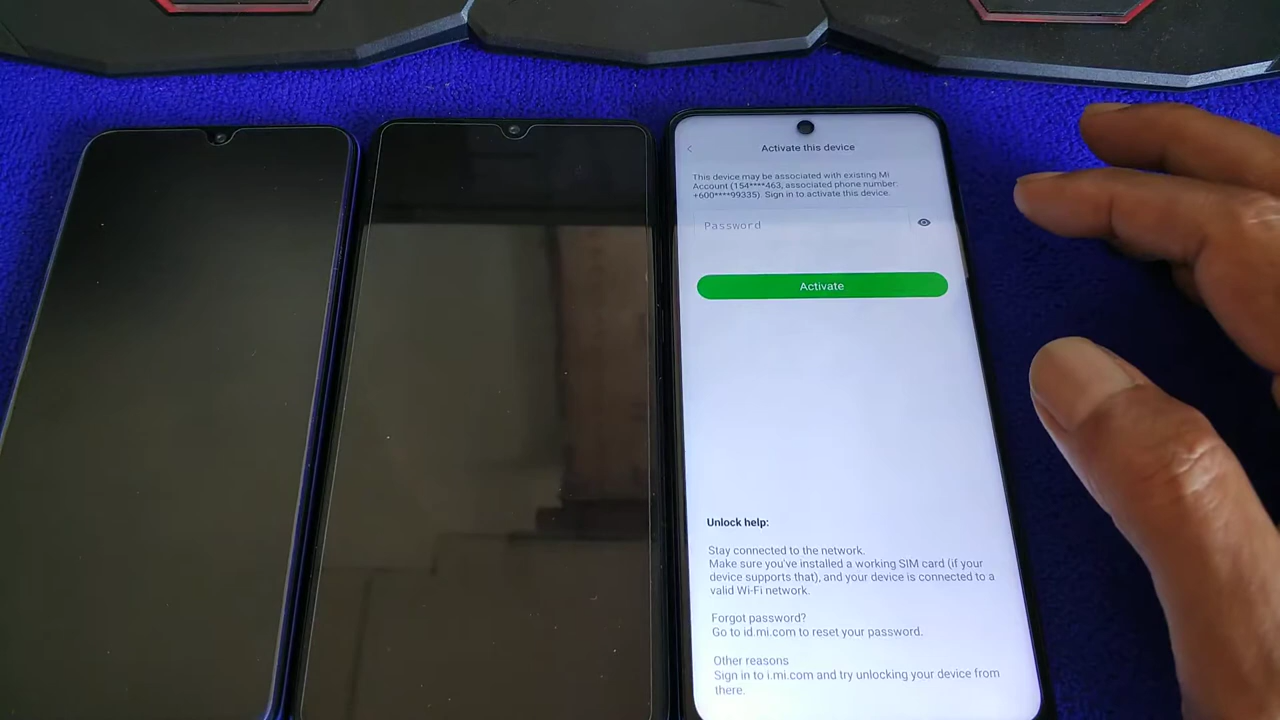 Activate this device
This device may be associated with existing Mi
Account (154****463, associated phone number:
+600****99335). Sign in to activate this device.
Password
Activate
Unlock help:
Stay connected to the network.
Make sure you've installed a working SIM card (if your
device supports that), and your device is connected to a
valid Wi-Fi network.
Forgot password?
Go to id.mi.com to reset your password.
Other reasons
Sign in to i.mi.com and try unlocking your device from
there.